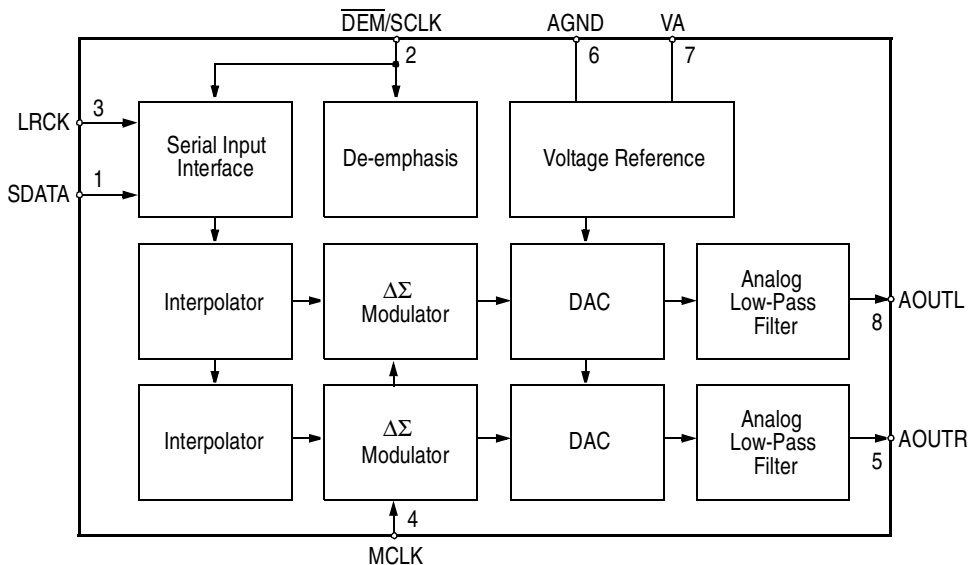 DEM/SCLK
AGND
VA
2
6
7
LRCK
3
Serial Input
Interface
De-emphasis
Voltage Reference
SDATA
1
Interpolator
ΔΣ
Modulator
DAC
Analog
Low-Pass
Filter
AOUTL
8
Interpolator
ΔΣ
Modulator
DAC
Analog
Low-Pass
Filter
AOUTR
5
4
MCLK